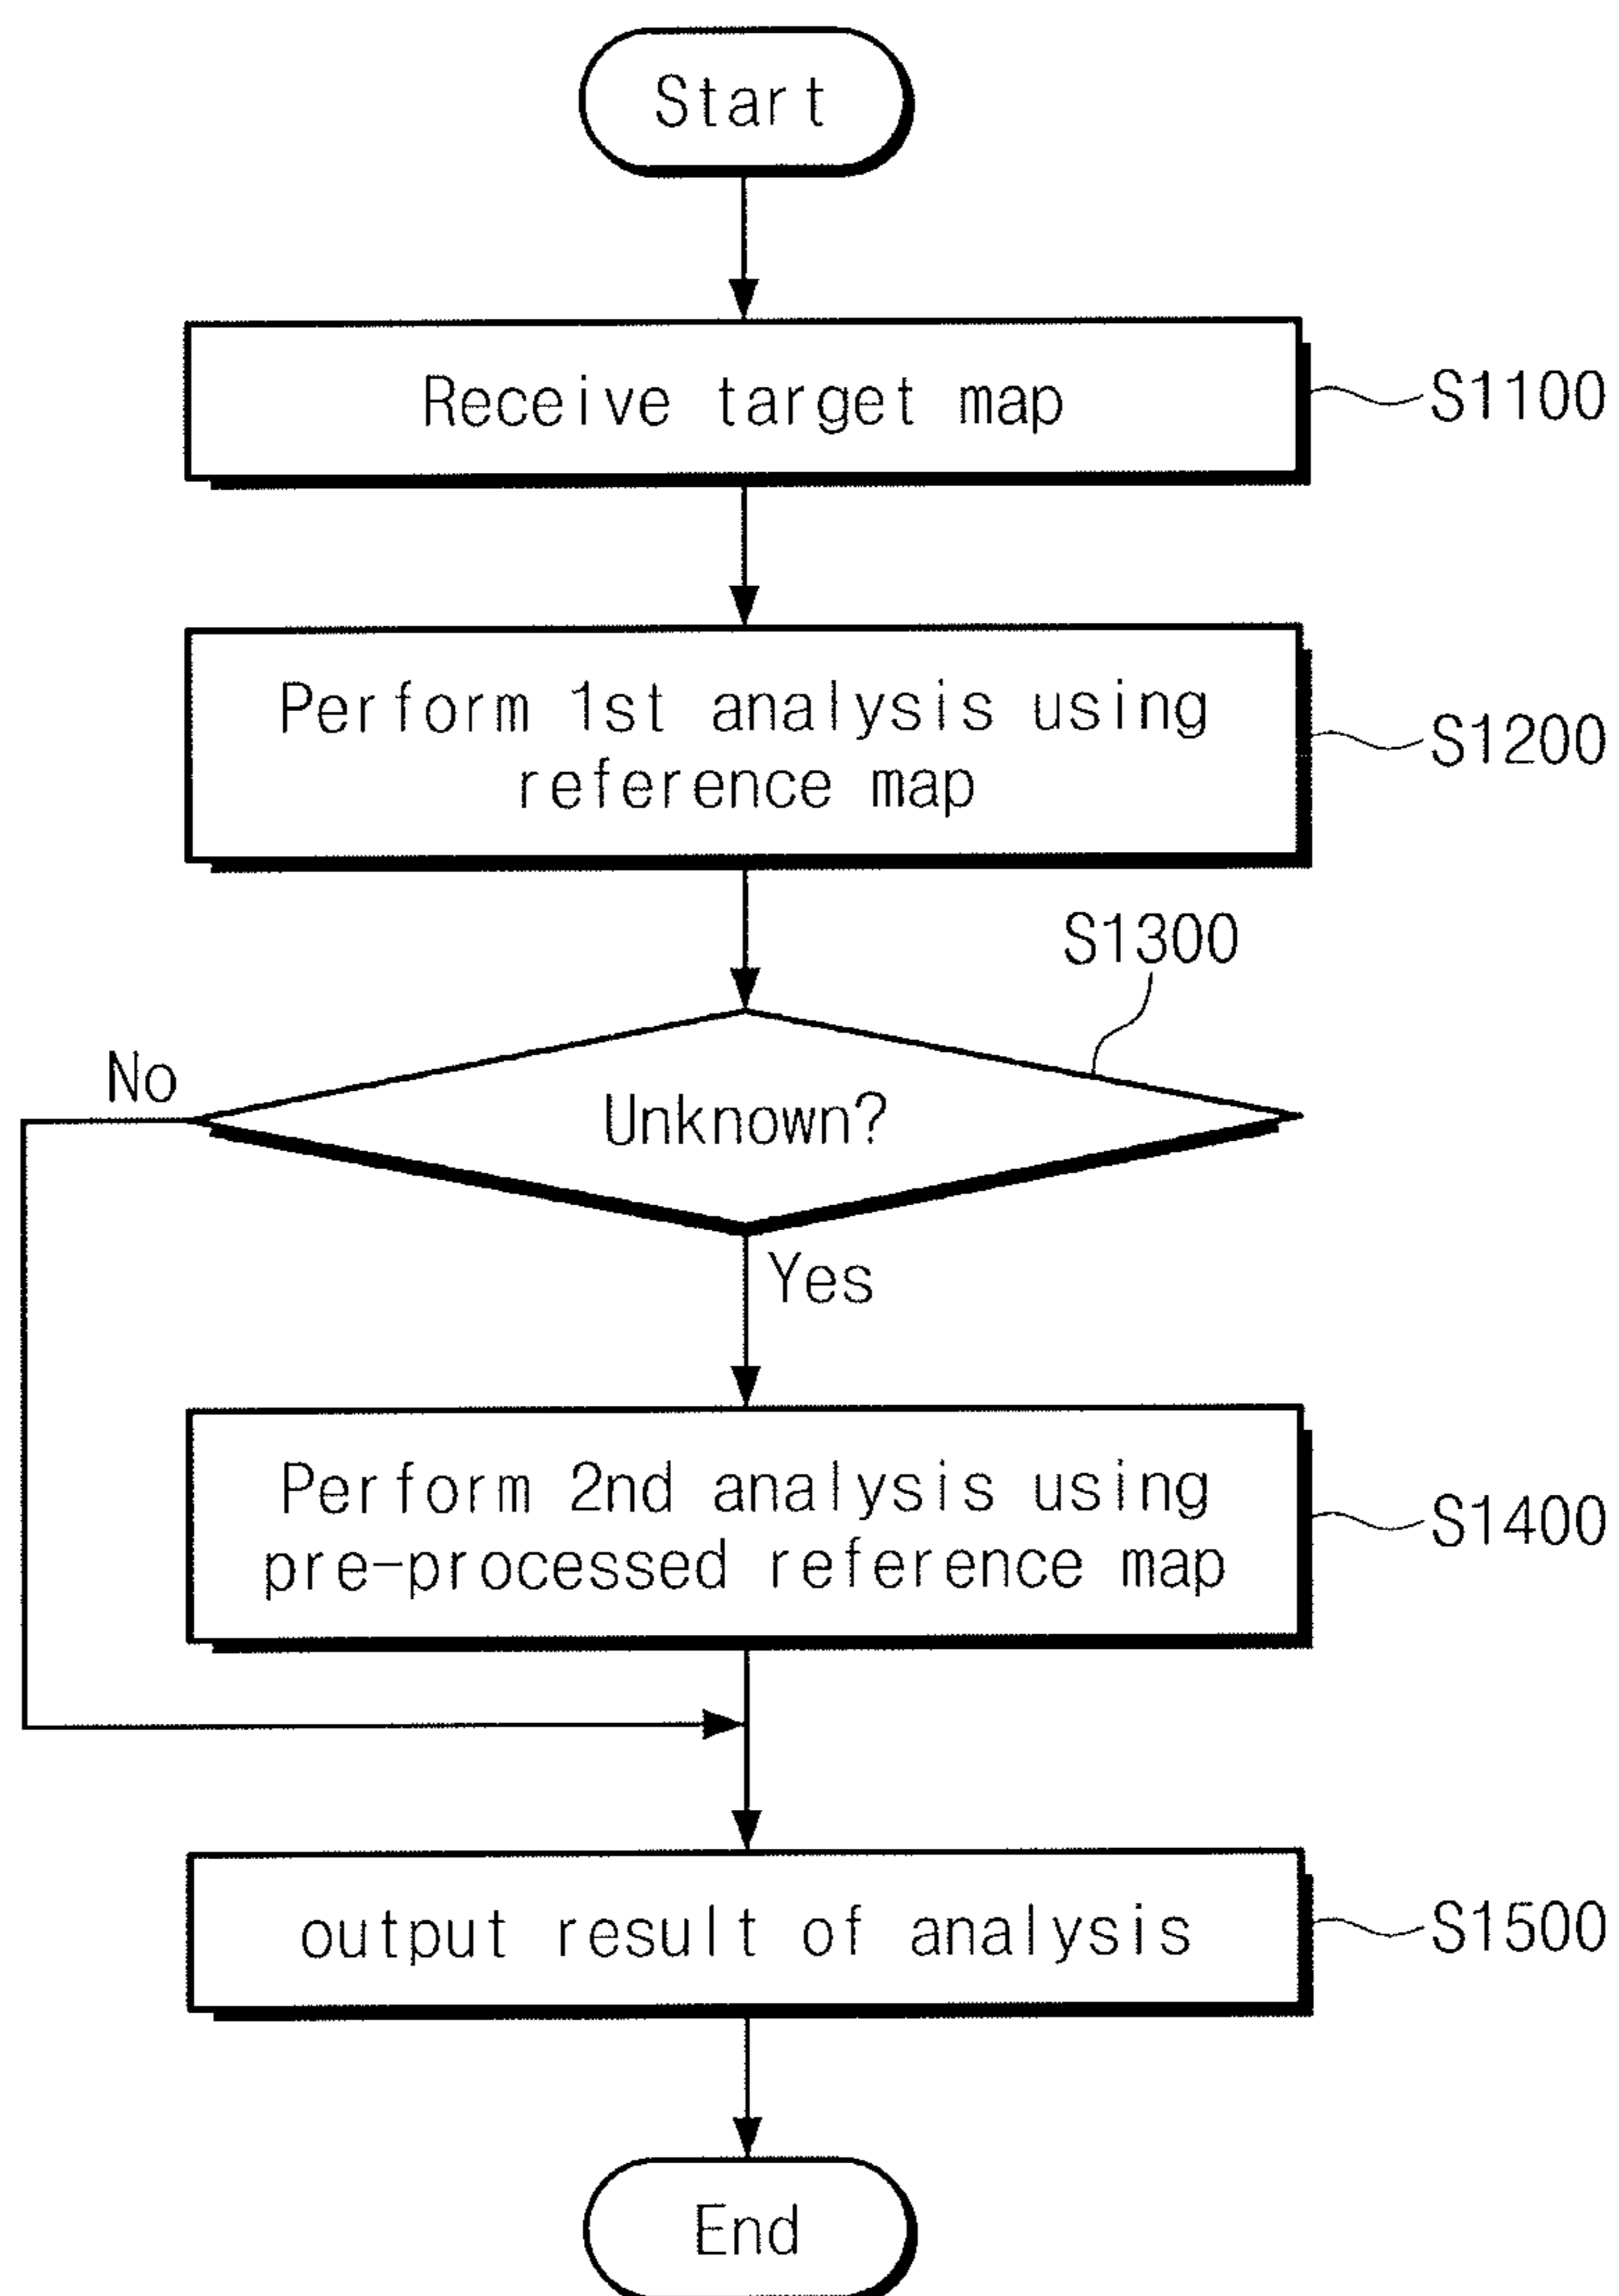 Start
Receive target map
S1100
Perform 1st analysis using
reference map
S1200
S1300
No
Unknown?
Yes
Perform 2nd analysis using
pre-processed reference map
S1400
output result of analysis
S1500
End